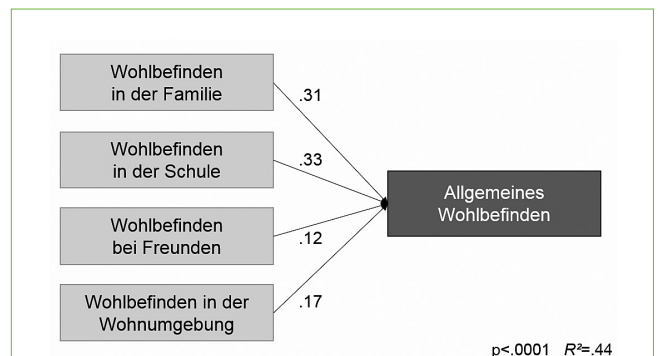 Wohlbefinden
in der Familie
.31
Wohlbefinden
in der Schule
.33
Wohlbefinden
bei Freunden
.12
Wohlbefinden in der
Wohnumgebung
.17
Allgemeines
Wohlbefinden
p<.0001 R²=.44